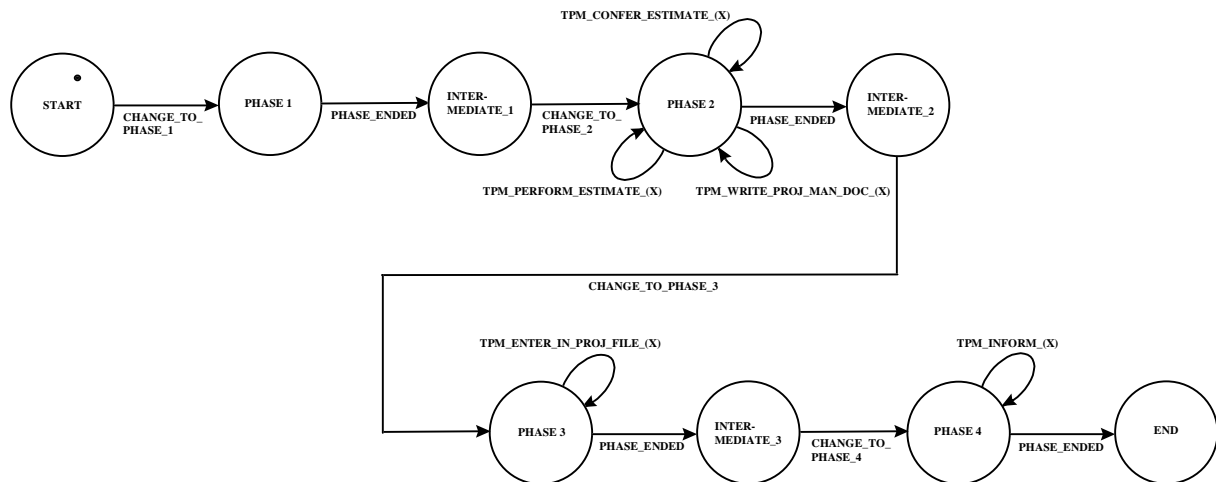 TPM_CONFER_ESTIMATE_(X)
START
PHASE 1
INTER-
MEDIATE_1
PHASE 2
INTER-
MEDIATE_2
CHANGE_TO_
PHASE_1
PHASE_ENDED
CHANGE_TO_
PHASE_2
PHASE_ENDED
TPM_PERFORM_ESTIMATE_(X)
TPM_WRITE_PROJ_MAN_DOC_(X)
CHANGE_TO_PHASE_3
TPM_ENTER_IN_PROJ_FILE_(X)
TPM_INFORM_(X)
PHASE 3
INTER-
MEDIATE_3
PHASE 4
END
PHASE_ENDED
CHANGE_TO_
PHASE_4
PHASE_ENDED